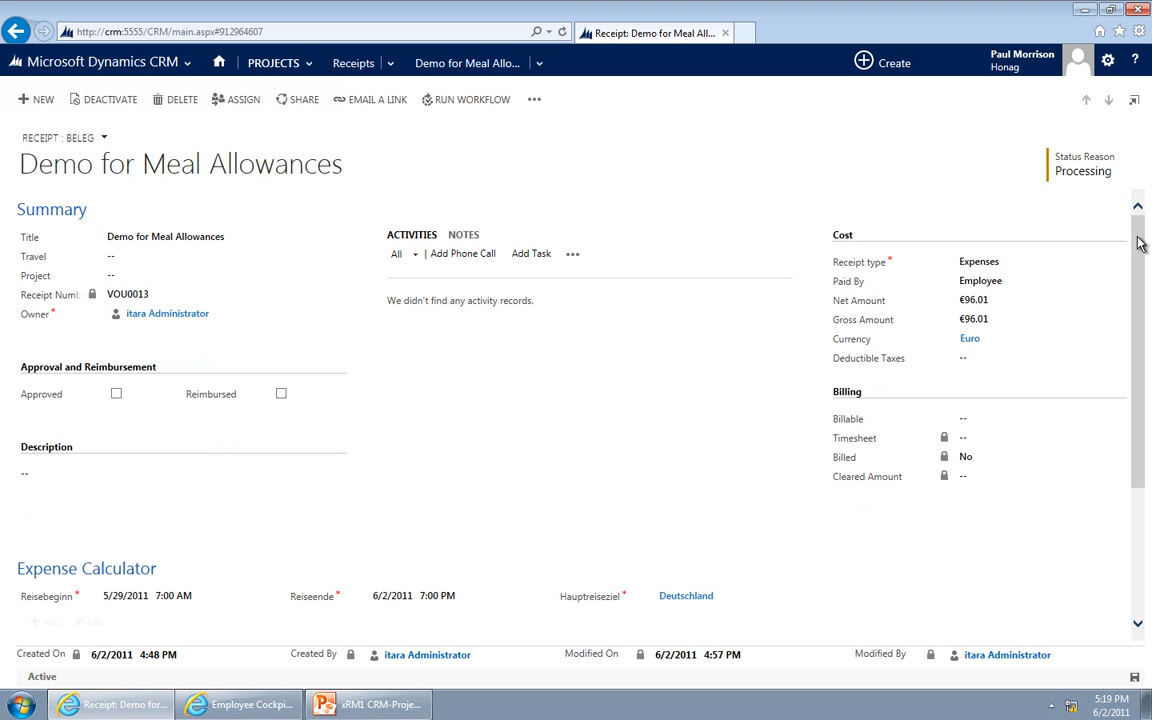 http://crm:5555/CRM/main.aspx#912964607
Receipt: Demo for Meal All...
Microsoft Dynamics CRM
PROJECTS
Receipts
Demo for Meal Allo...
Create
Paul Morrison
Honag
?
NEW
DEACTIVATE
DELETE
ASSIGN
SHARE
EMAIL A LINK
RUN WORKFLOW
RECEIPT : BELEG
Demo for Meal Allowances
Status Reason
Processing
Summary
Title Demo for Meal Allowances
Travel --
Project --
Receipt Numb VOU0013
Owner* itara Administrator
Approval and Reimbursement
Approved Reimbursed
Description
--
ACTIVITIES NOTES
All | Add Phone Call Add Task ...
We didn't find any activity records.
Cost
Receipt type* Expenses
Paid By Employee
Net Amount €96.01
Gross Amount €96.01
Currency Euro
Deductible Taxes --
Billing
Billable --
Timesheet --
Billed No
Cleared Amount --
Expense Calculator
Reisebeginn* 5/29/2011 7:00 AM Reiseende* 6/2/2011 7:00 PM Hauptreiseziel* Deutschland
Add Edit
Created On 6/2/2011 4:48 PM Created By itara Administrator Modified On 6/2/2011 4:57 PM Modified By itara Administrator
Active
Receipt: Demo for...
Employee Cockpi...
xRM1 CRM-Proje...
5:19 PM
6/2/2011